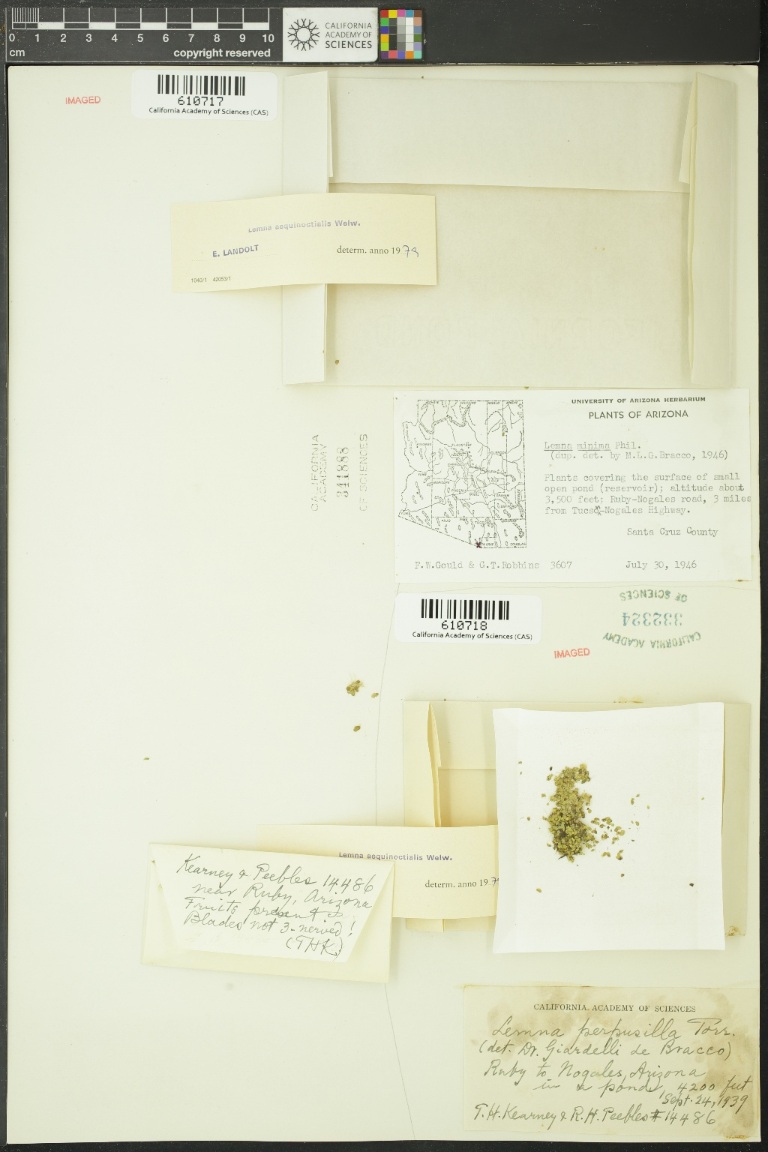 0 1 2 3 4 5 6 7 8 9 10
cm
copyright reserved
CALIFORNIA
ACADEMY OF
SCIENCES
IMAGED
610717
California Academy of Sciences (CAS)
Lemna aequinoctialis Welw.
E. LANDOLT
determ. anno 1979
UNIVERSITY OF ARIZONA HERBARIUM
PLANTS OF ARIZONA
Lemna minima Phil.
(dup. det. by M.L.G.Bracco, 1946)
Plants covering the surface of small
open pond (reservoir); altitude about
3,500 feet; Ruby-Nogales road, 3 miles
from Tucson-Nogales Highway.
Santa Cruz County
F.W.Gould & G.T.Robbins 3607
July 30, 1946
CALIFORNIA
ACADEMY
341888
OF SCIENCES
610718
California Academy of Sciences (CAS)
CALIFORNIA ACADEMY
332324
OF SCIENCES
IMAGED
Lemna aequinoctialis Welw.
determ. anno 197
Kearney & Peebles 14486
near Ruby, Arizona
Fruits present &
Blades not 3-nerved!
(THK)
CALIFORNIA ACADEMY OF SCIENCES
Lemna perpusilla Torr.
(det. Dr. Giardelli de Bracco)
Ruby to Nogales, Arizona
in a pond, 4200 feet
Sept. 24, 1939
T.H. Kearney & R.H. Peebles # 14486